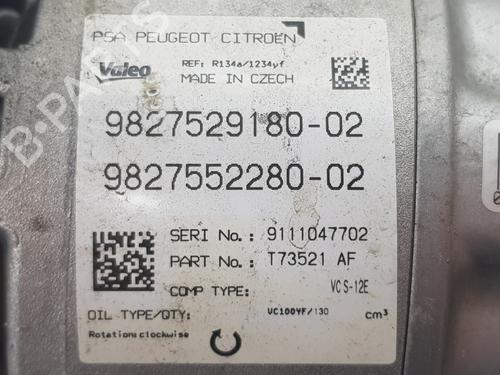 PSA PEUGEOT CITROËN
Valeo
REF: R134a/1234yf
MADE IN CZECH
9827529180-02
9827552280-02
SERI No.: 9111047702
PART No.: T73521 AF
COMP TYPE: VCS-12E
OIL TYPE/QTY: VC100YF/130 cm³
Rotation:clockwise
B-PARTS